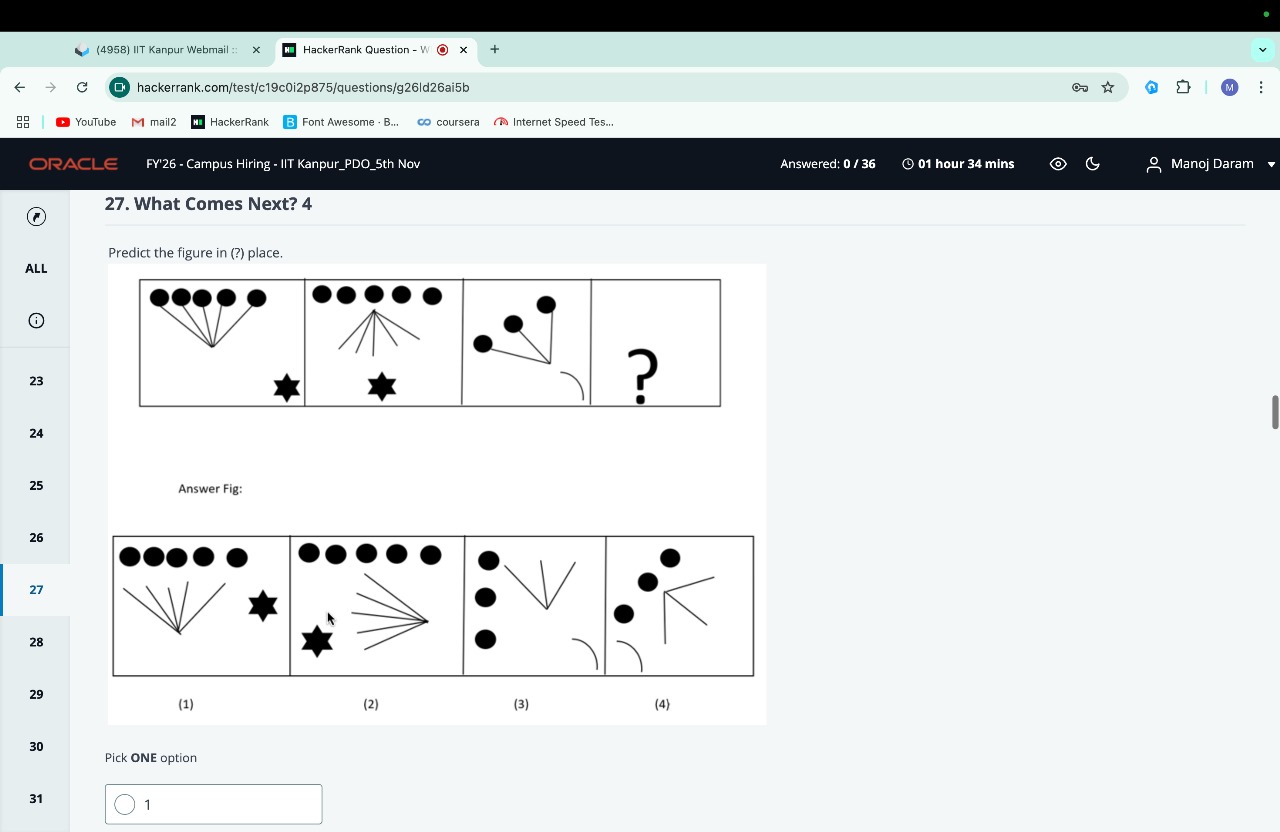 (4958) IIT Kanpur Webmail ::
HackerRank Question - W
hackerrank.com/test/c19c0i2p875/questions/g26ld26ai5b
M
YouTube mail2 HackerRank Font Awesome · B... coursera Internet Speed Tes...
ORACLE FY'26 - Campus Hiring - IIT Kanpur_PDO_5th Nov Answered: 0 / 36 01 hour 34 mins Manoj Daram
27. What Comes Next? 4
Predict the figure in (?) place.
?
Answer Fig:
(1) (2) (3) (4)
Pick ONE option
1
ALL
23
24
25
26
27
28
29
30
31